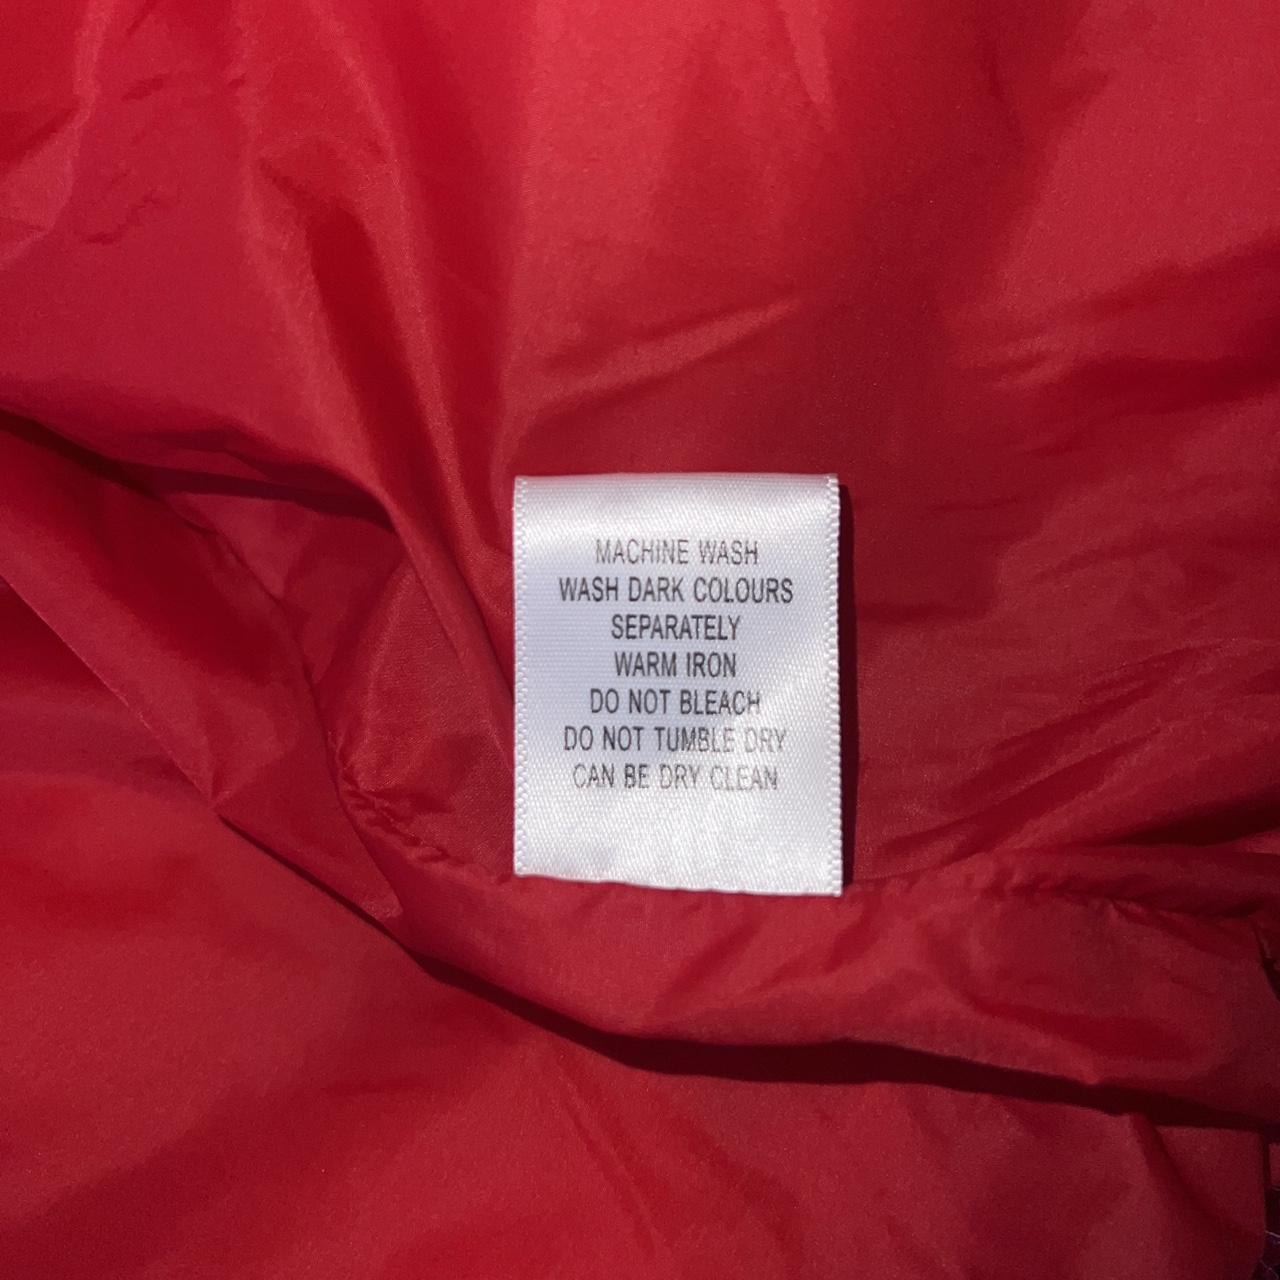 MACHINE WASH
WASH DARK COLOURS
SEPARATELY
WARM IRON
DO NOT BLEACH
DO NOT TUMBLE DRY
CAN BE DRY CLEAN